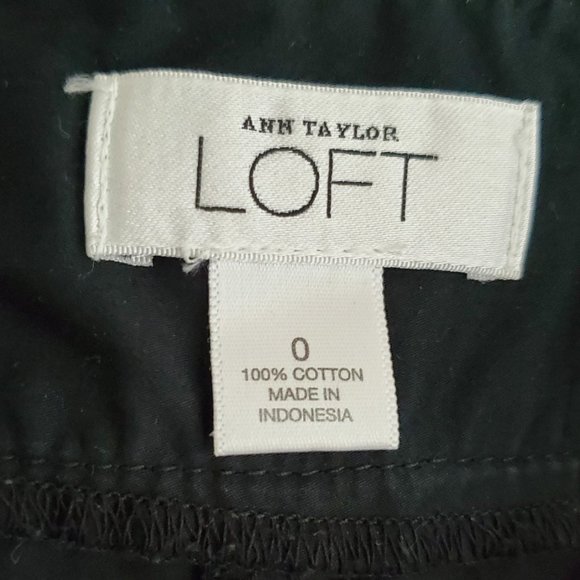 ANN TAYLOR
LOFT
0
100% COTTON
MADE IN
INDONESIA